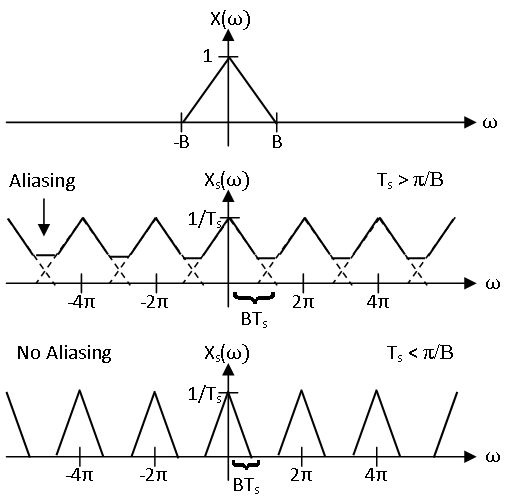 X(ω)
1
-B B ω
Aliasing Xs(ω) Ts > π/B
1/Ts
-4π -2π 2π 4π ω
BTs
No Aliasing Xs(ω) Ts < π/B
1/Ts
-4π -2π 2π 4π ω
BTs